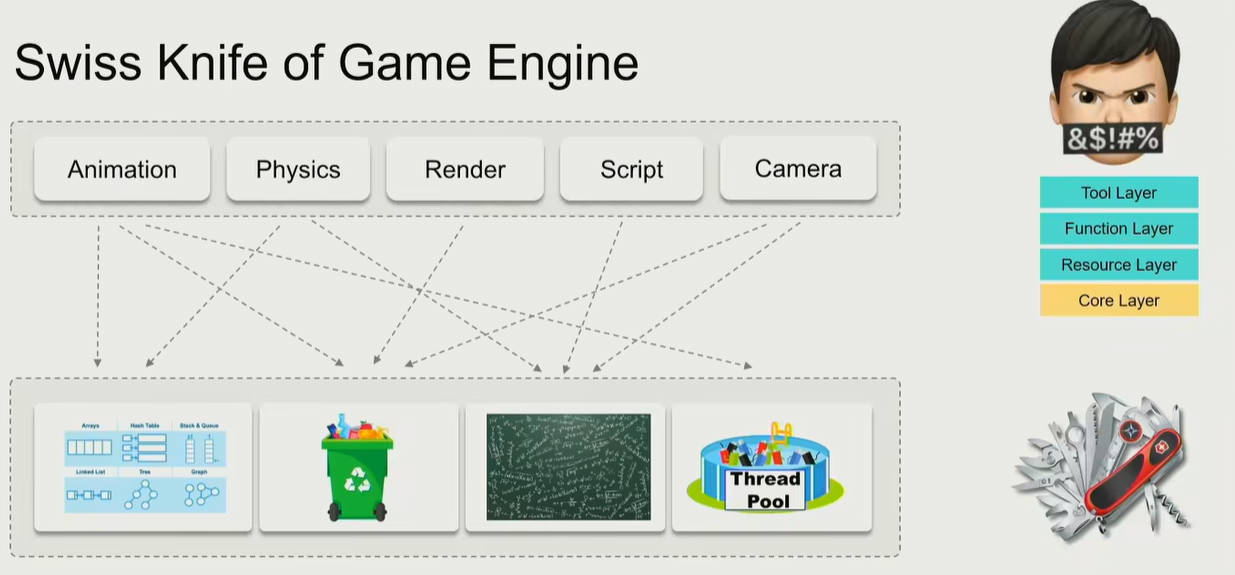 Swiss Knife of Game Engine
&$!#%
Animation
Physics
Render
Script
Camera
Tool Layer
Function Layer
Resource Layer
Core Layer
Arrays
Hash Table
Stack & Queue
Linked List
Tree
Graph
Thread
Pool